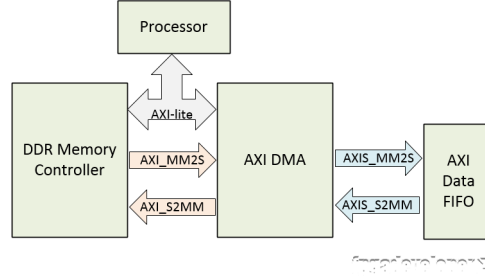 Processor
AXI-lite
DDR Memory
Controller
AXI_MM2S
AXI_S2MM
AXI DMA
AXIS_MM2S
AXIS_S2MM
AXI
Data
FIFO